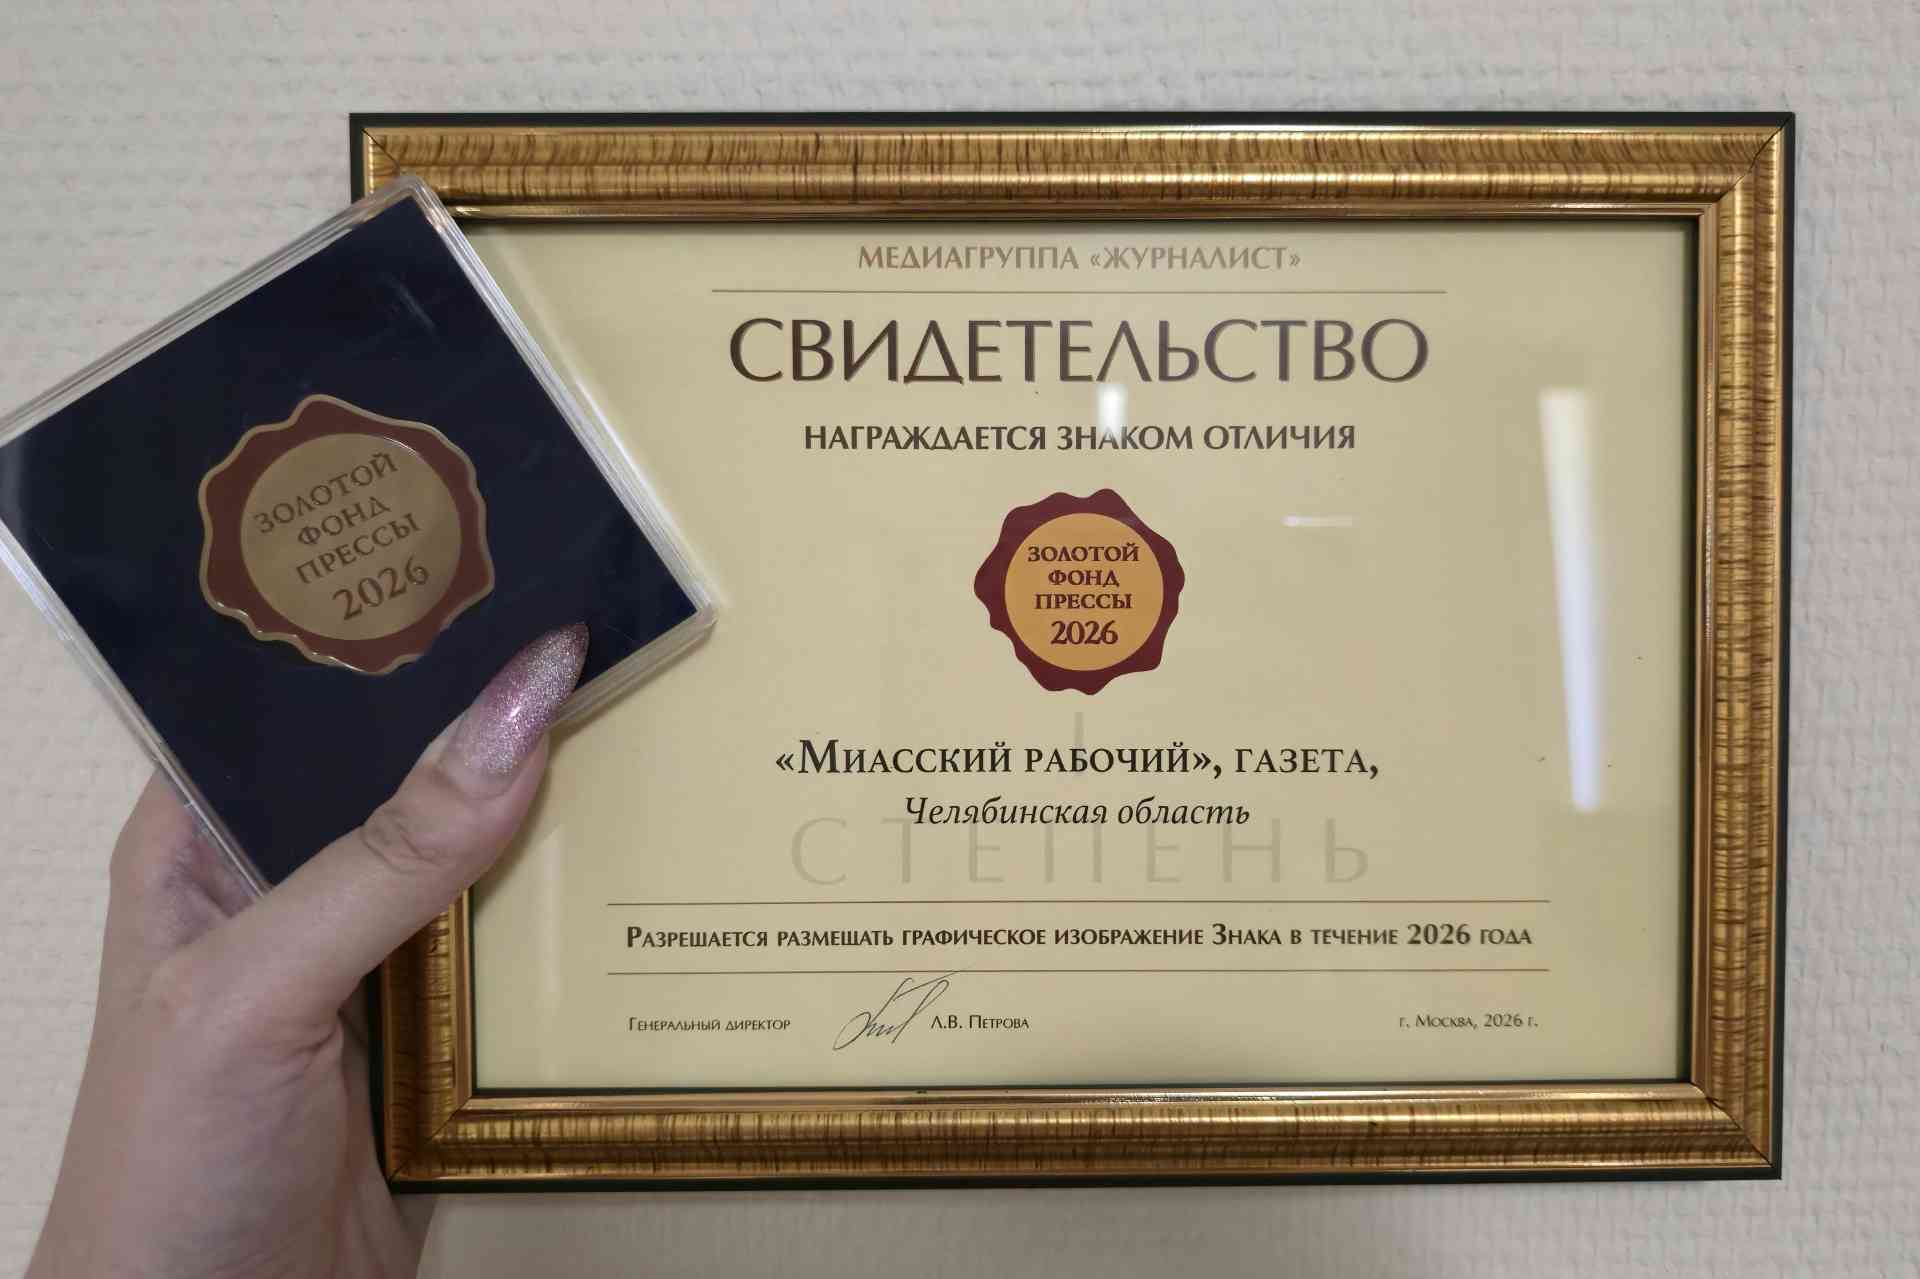 ЗОЛОТОЙ
ФОНД
ПРЕССЫ
2026
МЕДИАГРУППА «ЖУРНАЛИСТ»
СВИДЕТЕЛЬСТВО
НАГРАЖДАЕТСЯ ЗНАКОМ ОТЛИЧИЯ
ЗОЛОТОЙ
ФОНД
ПРЕССЫ
2026
I
«Миасский рабочий», газета,
Челябинская область
СТЕПЕНЬ
Разрешается размещать графическое изображение Знака в течение 2026 года
Генеральный директор Л.В. Петрова г. Москва, 2026 г.